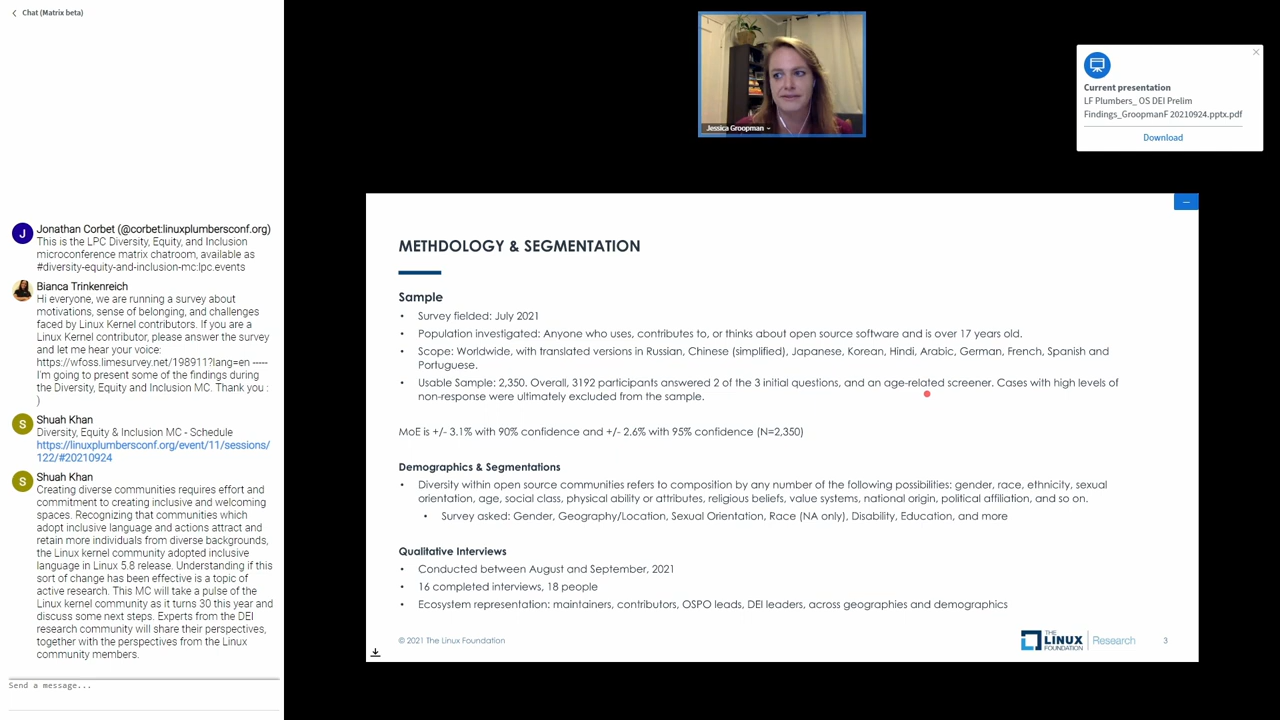 Chat (Matrix beta)
J
Jonathan Corbet (@corbet:linuxplumbersconf.org)
This is the LPC Diversity, Equity, and Inclusion
microconference matrix chatroom, available as
#diversity-equity-and-inclusion-mc:lpc.events
Bianca Trinkenreich
Hi everyone, we are running a survey about
motivations, sense of belonging, and challenges
faced by Linux Kernel contributors. If you are a
Linux Kernel contributor, please answer the survey
and let me hear your voice:
https://wfoss.limesurvey.net/198911?lang=en -----
I'm going to present some of the findings during
the Diversity, Equity and Inclusion MC. Thank you :
)
S
Shuah Khan
Diversity, Equity & Inclusion MC - Schedule
https://linuxplumbersconf.org/event/11/sessions/
122/#20210924
S
Shuah Khan
Creating diverse communities requires effort and
commitment to creating inclusive and welcoming
spaces. Recognizing that communities which
adopt inclusive language and actions attract and
retain more individuals from diverse backgrounds,
the Linux kernel community adopted inclusive
language in Linux 5.8 release. Understanding if this
sort of change has been effective is a topic of
active research. This MC will take a pulse of the
Linux kernel community as it turns 30 this year and
discuss some next steps. Experts from the DEI
research community will share their perspectives,
together with the perspectives from the Linux
community members.
Send a message...
Jessica Groopman
Current presentation
LF Plumbers_ OS DEI Prelim
Findings_GroopmanF 20210924.pptx.pdf
Download
METHDOLOGY & SEGMENTATION
Sample
• Survey fielded: July 2021
• Population investigated: Anyone who uses, contributes to, or thinks about open source software and is over 17 years old.
• Scope: Worldwide, with translated versions in Russian, Chinese (simplified), Japanese, Korean, Hindi, Arabic, German, French, Spanish and
Portuguese.
• Usable Sample: 2,350. Overall, 3192 participants answered 2 of the 3 initial questions, and an age-related screener. Cases with high levels of
non-response were ultimately excluded from the sample.
MoE is +/- 3.1% with 90% confidence and +/- 2.6% with 95% confidence (N=2,350)
Demographics & Segmentations
• Diversity within open source communities refers to composition by any number of the following possibilities: gender, race, ethnicity, sexual
orientation, age, social class, physical ability or attributes, religious beliefs, value systems, national origin, political affiliation, and so on.
• Survey asked: Gender, Geography/Location, Sexual Orientation, Race (NA only), Disability, Education, and more
Qualitative Interviews
• Conducted between August and September, 2021
• 16 completed interviews, 18 people
• Ecosystem representation: maintainers, contributors, OSPO leads, DEI leaders, across geographies and demographics
© 2021 The Linux Foundation
THE
LINUX
FOUNDATION
Research
3